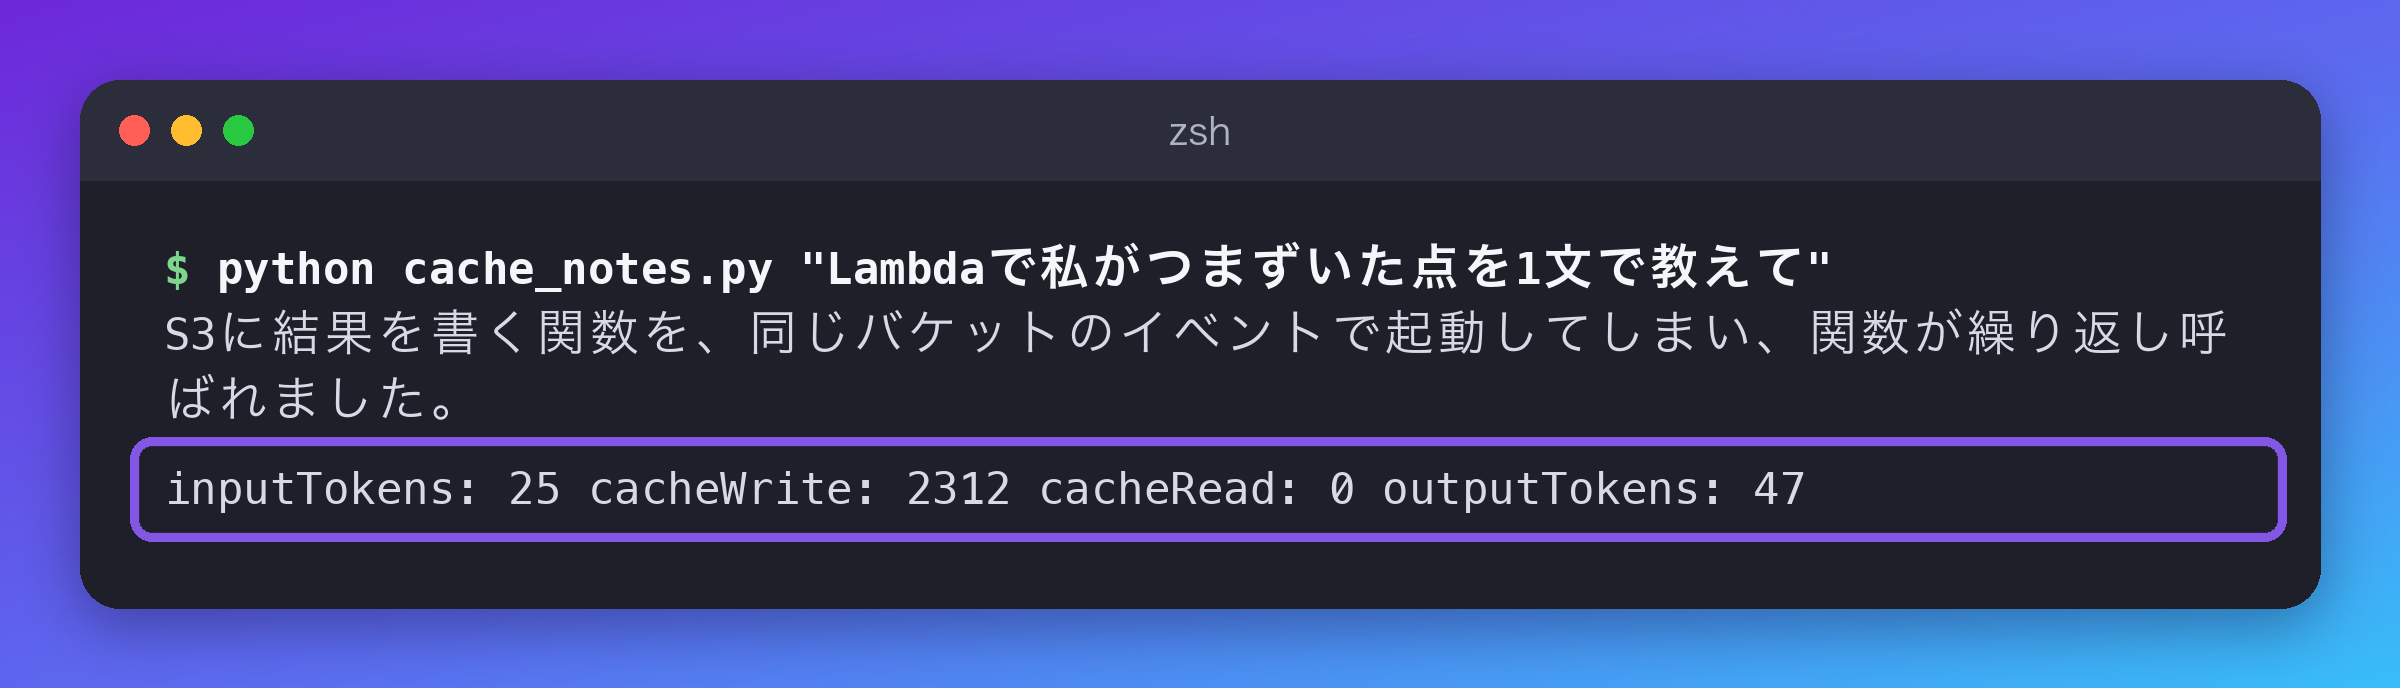 zsh
$ python cache_notes.py "Lambdaで私がつまずいた点を1文で教えて"
S3に結果を書く関数を、同じバケットのイベントで起動してしまい、関数が繰り返し呼
ばれました。
inputTokens: 25 cacheWrite: 2312 cacheRead: 0 outputTokens: 47